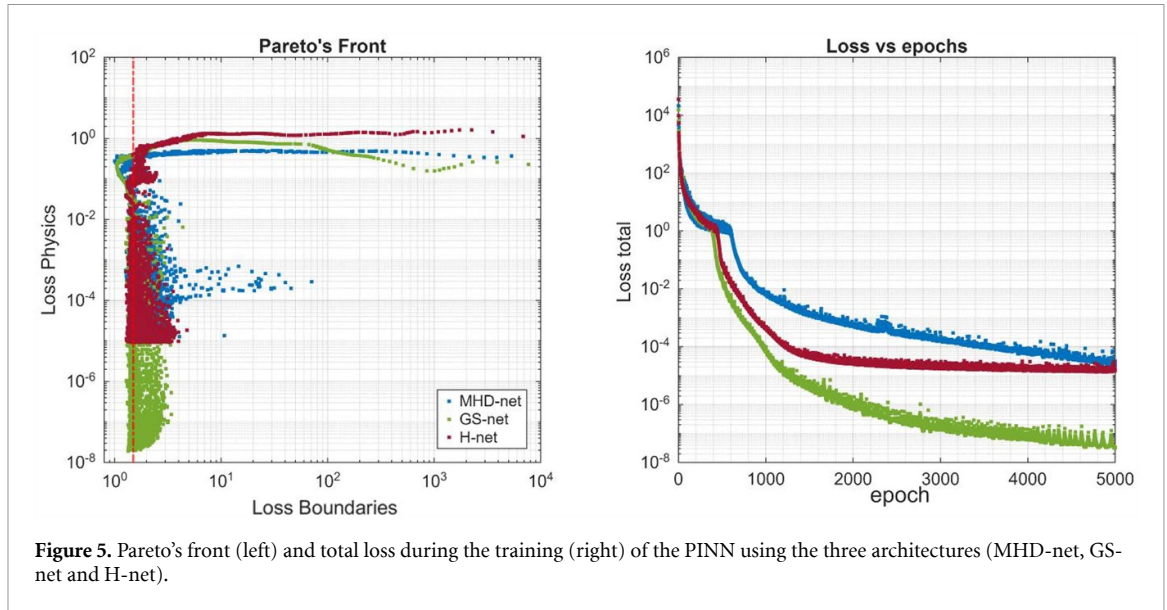 Pareto's Front
10^2
10^0
10^-2
10^-4
10^-6
10^-8
Loss Physics
10^0
10^1
10^2
10^3
10^4
Loss Boundaries
MHD-net
GS-net
H-net
Loss vs epochs
10^6
10^4
10^2
10^0
10^-2
10^-4
10^-6
10^-8
Loss total
0
1000
2000
3000
4000
5000
epoch
Figure 5. Pareto's front (left) and total loss during the training (right) of the PINN using the three architectures (MHD-net, GS-
net and H-net).